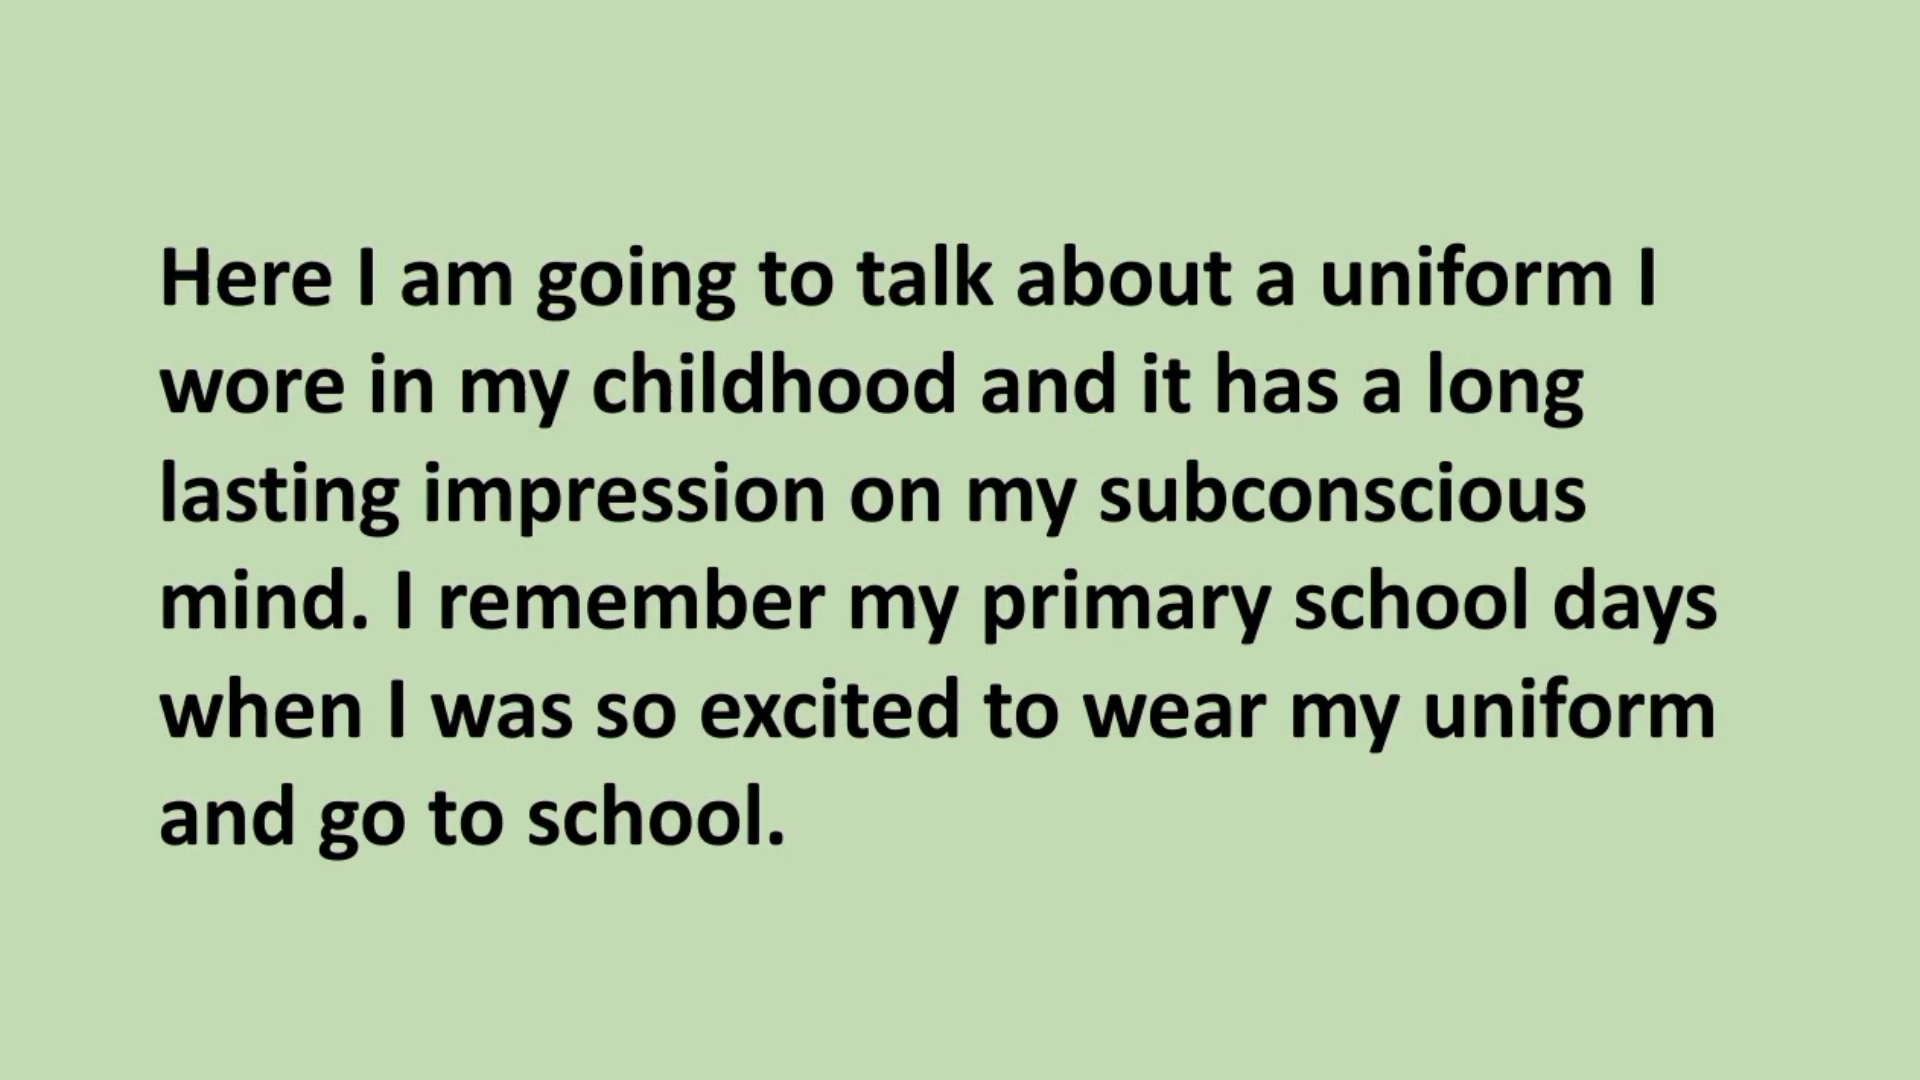 Here I am going to talk about a uniform I
wore in my childhood and it has a long
lasting impression on my subconscious
mind. I remember my primary school days
when I was so excited to wear my uniform
and go to school.